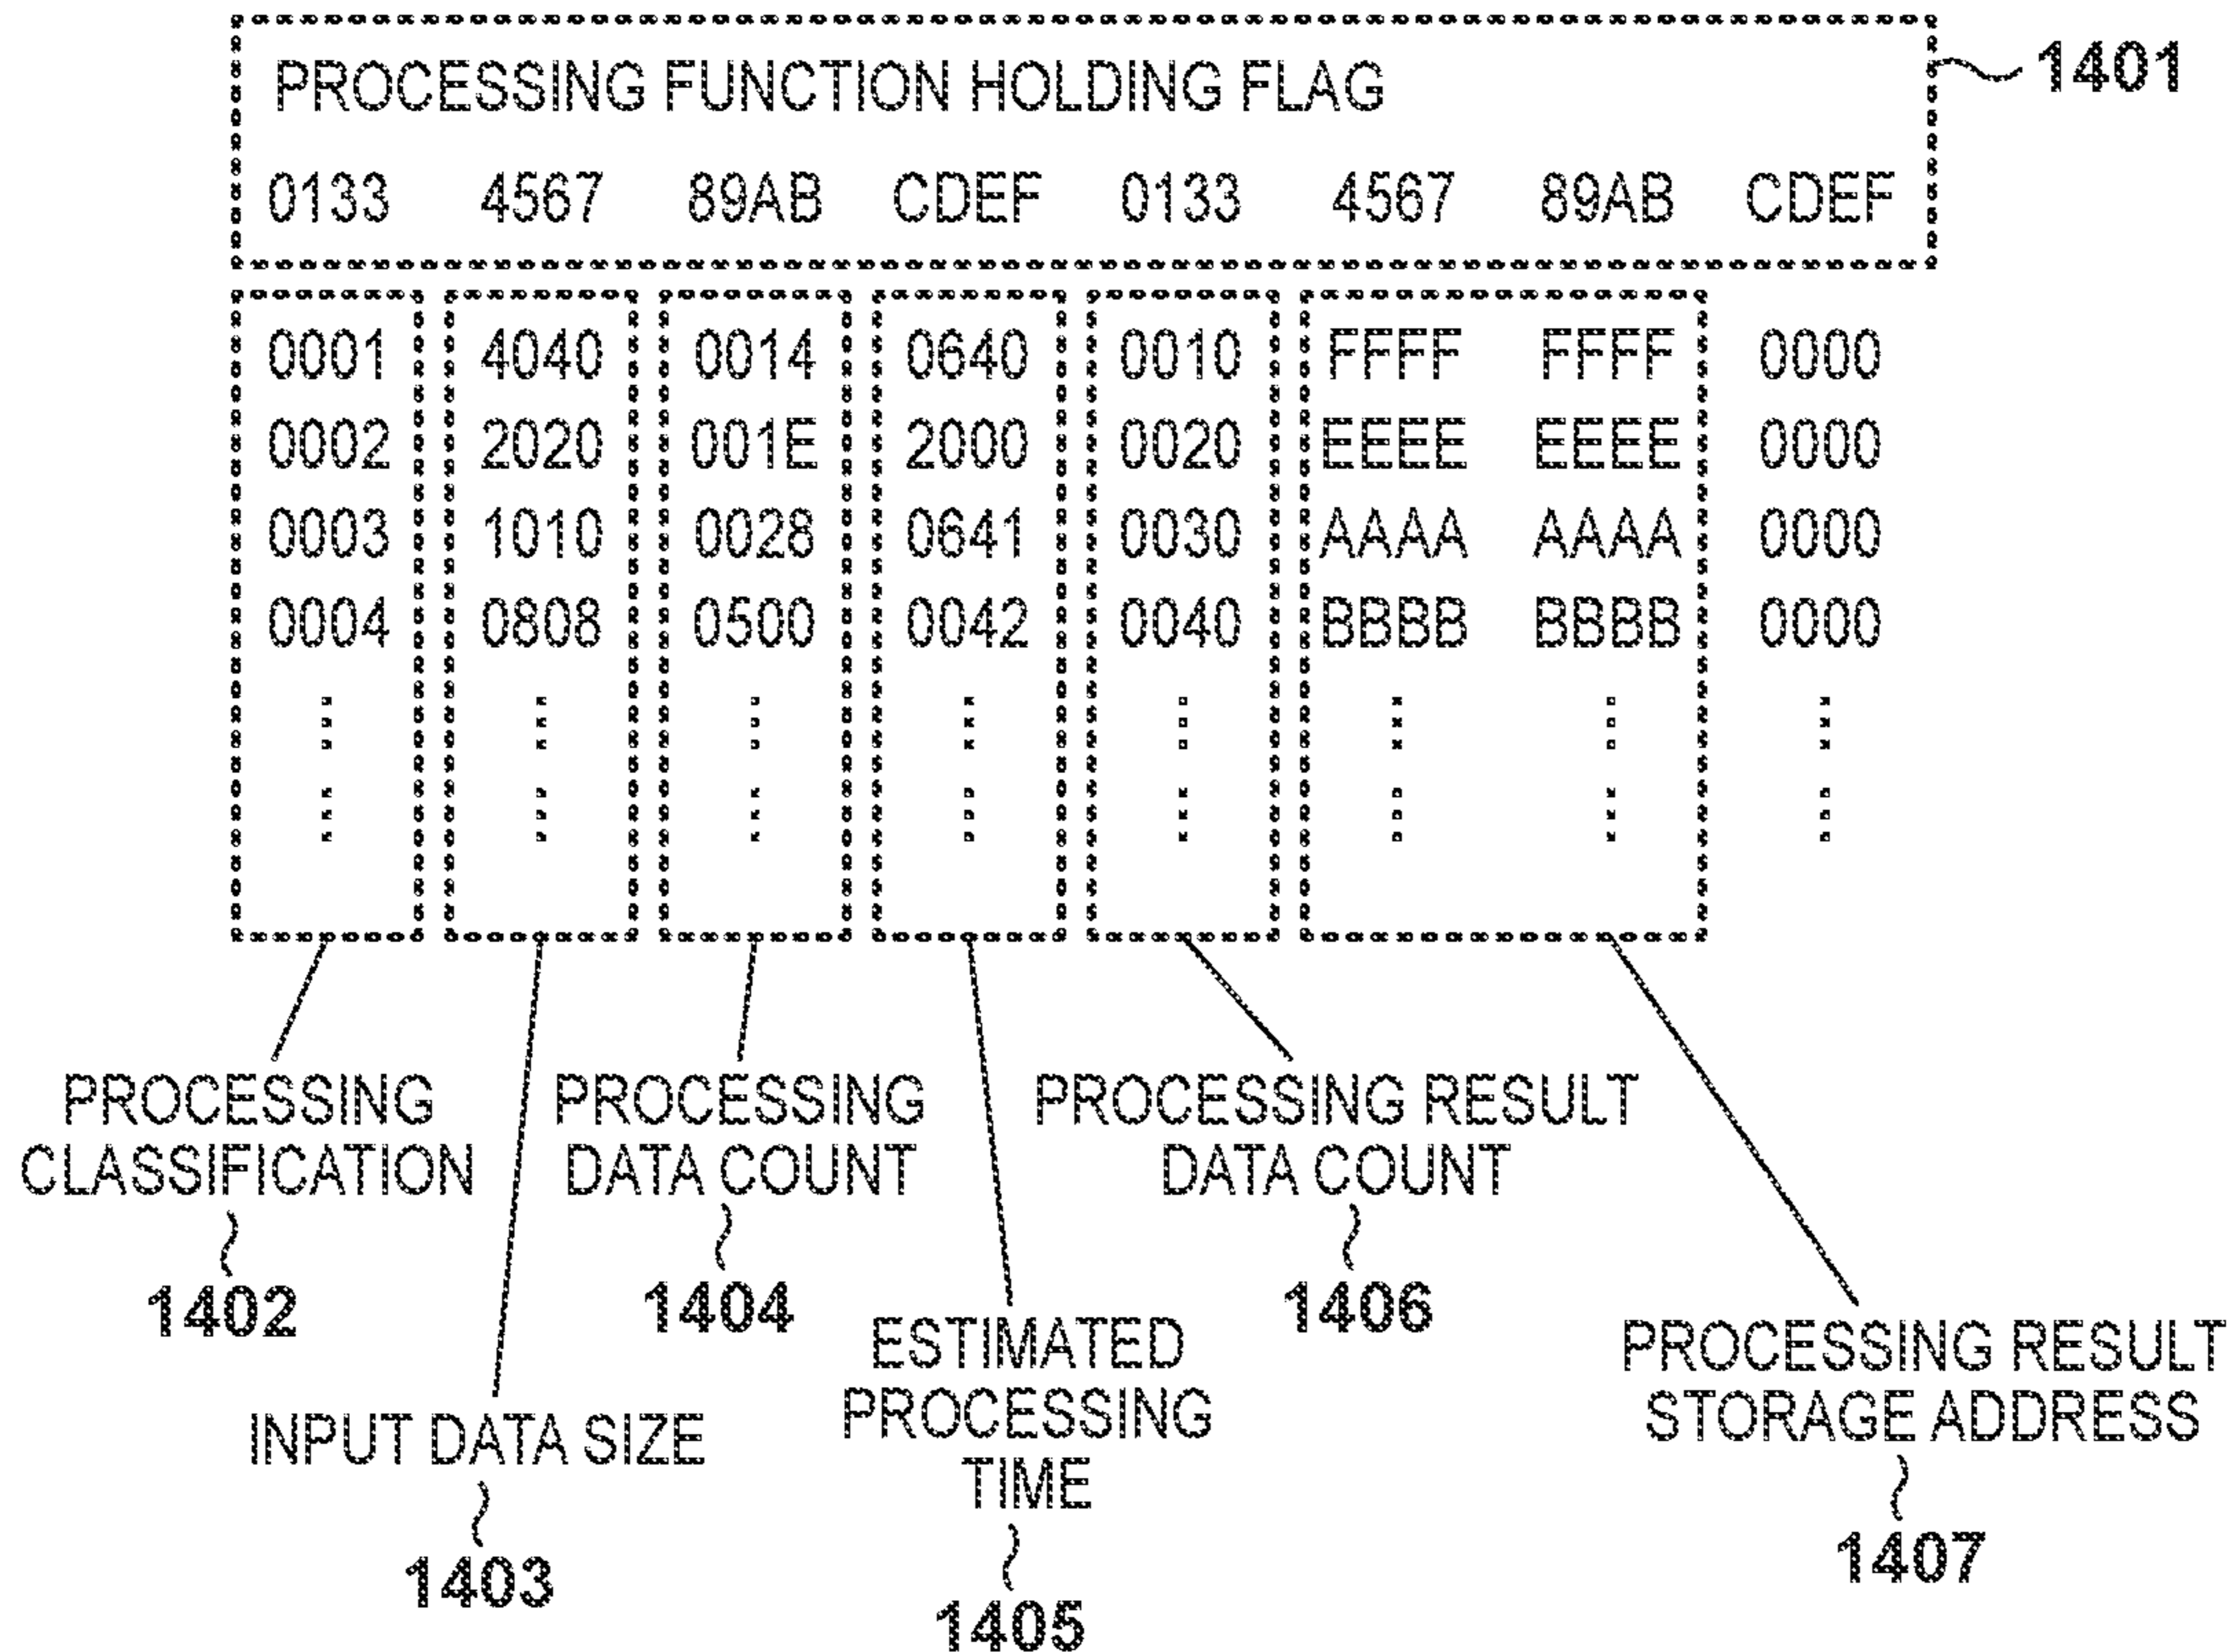 PROCESSING FUNCTION HOLDING FLAG
1401
0133 4567 89AB CDEF 0133 4567 89AB CDEF
0001 4040 0014 0640 0010 FFFF FFFF 0000
0002 2020 001E 2000 0020 EEEE EEEE 0000
0003 1010 0028 0641 0030 AAAA AAAA 0000
0004 0808 0500 0042 0040 BBBB BBBB 0000
PROCESSING
CLASSIFICATION
1402
INPUT DATA SIZE
1403
PROCESSING
DATA COUNT
1404
ESTIMATED
PROCESSING
TIME
1405
PROCESSING RESULT
DATA COUNT
1406
PROCESSING RESULT
STORAGE ADDRESS
1407